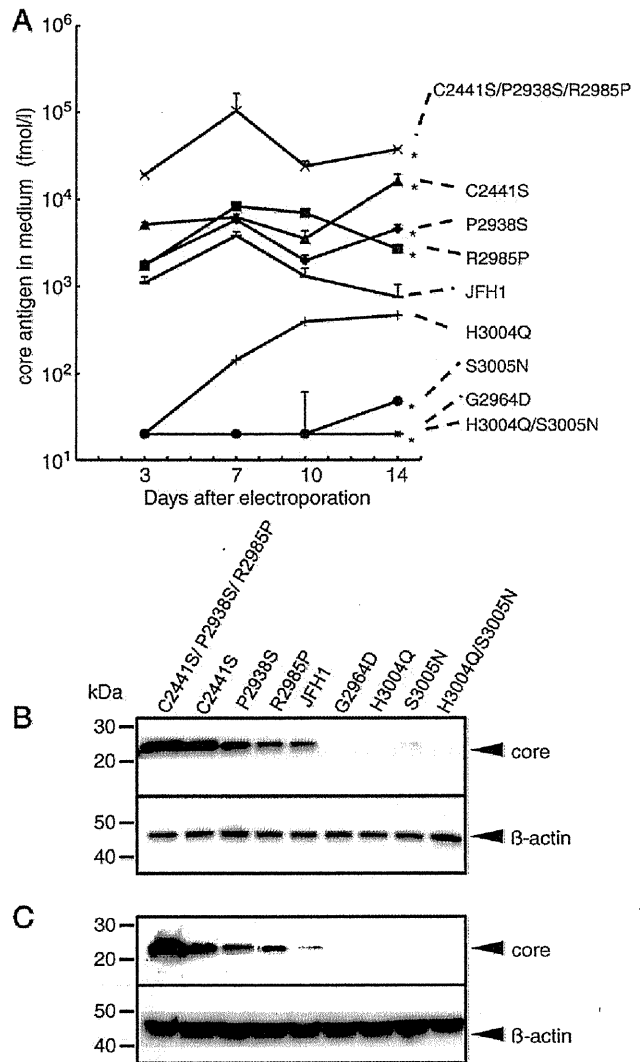 A
10^6
10^5
10^4
10^3
10^2
10^1
core antigen in medium (fmol/l)
C2441S/P2938S/R2985P
*
C2441S
*
P2938S
*
R2985P
*
JFH1
H3004Q
S3005N
*
G2964D
H3004Q/S3005N
*
3 7 10 14
Days after electroporation
C2441S/ P2938S/ R2985P
C2441S
P2938S
R2985P
JFH1
G2964D
H3004Q
S3005N
H3004Q/S3005N
kDa
B
30
20
core
50
40
ß-actin
C
30
20
core
50
40
ß-actin